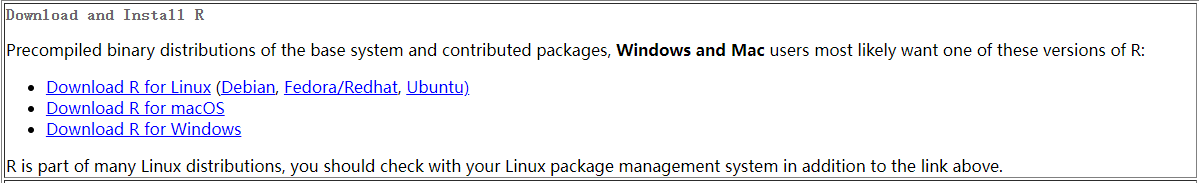 Download and Install R
Precompiled binary distributions of the base system and contributed packages, Windows and Mac users most likely want one of these versions of R:
• Download R for Linux (Debian, Fedora/Redhat, Ubuntu)
• Download R for macOS
• Download R for Windows
R is part of many Linux distributions, you should check with your Linux package management system in addition to the link above.